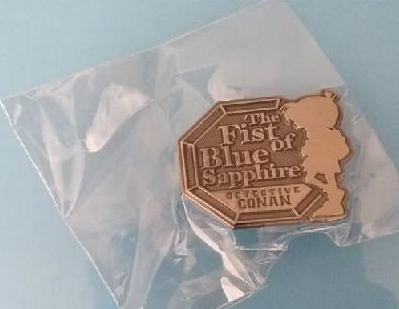 The
Fist
of
Blue
Sapphire
DETECTIVE
CONAN